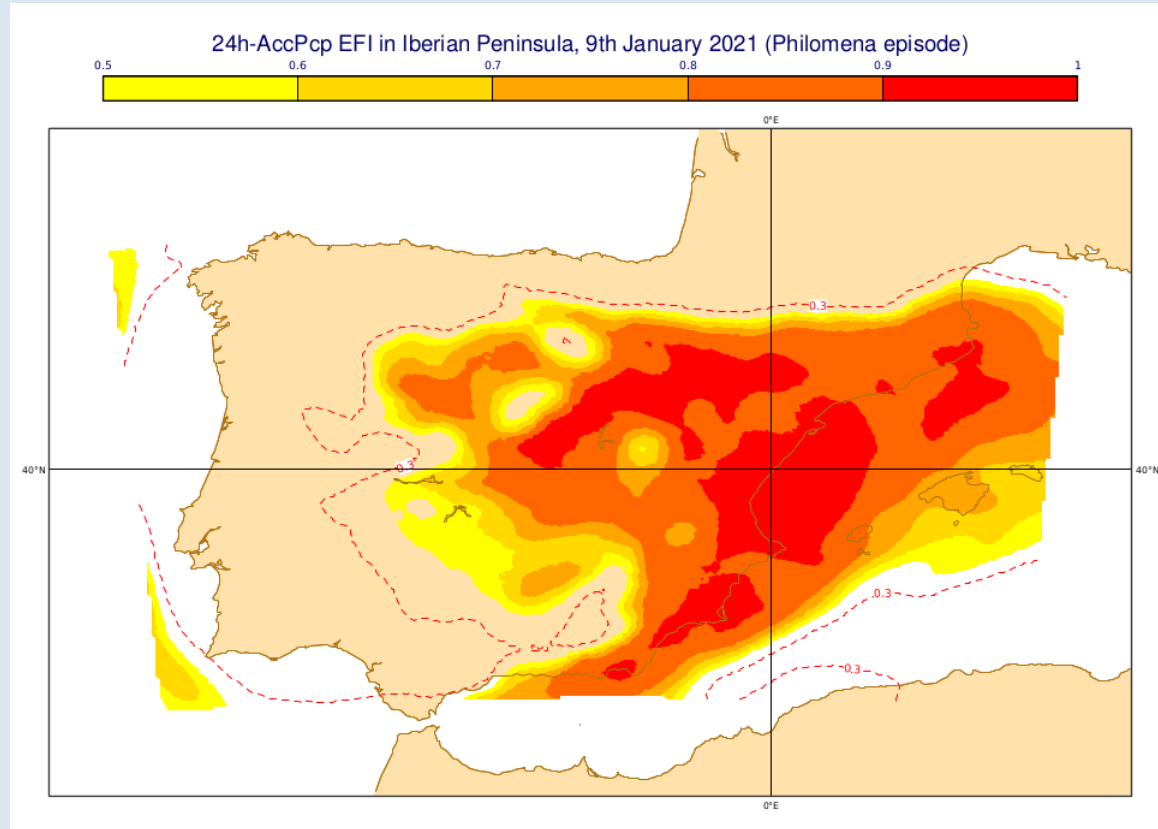 24h-AccPcp EFI in Iberian Peninsula, 9th January 2021 (Philomena episode)
0.5 0.6 0.7 0.8 0.9 1
0°E
0.3
40°N 0.3 40°N
0.3
0.3
0°E